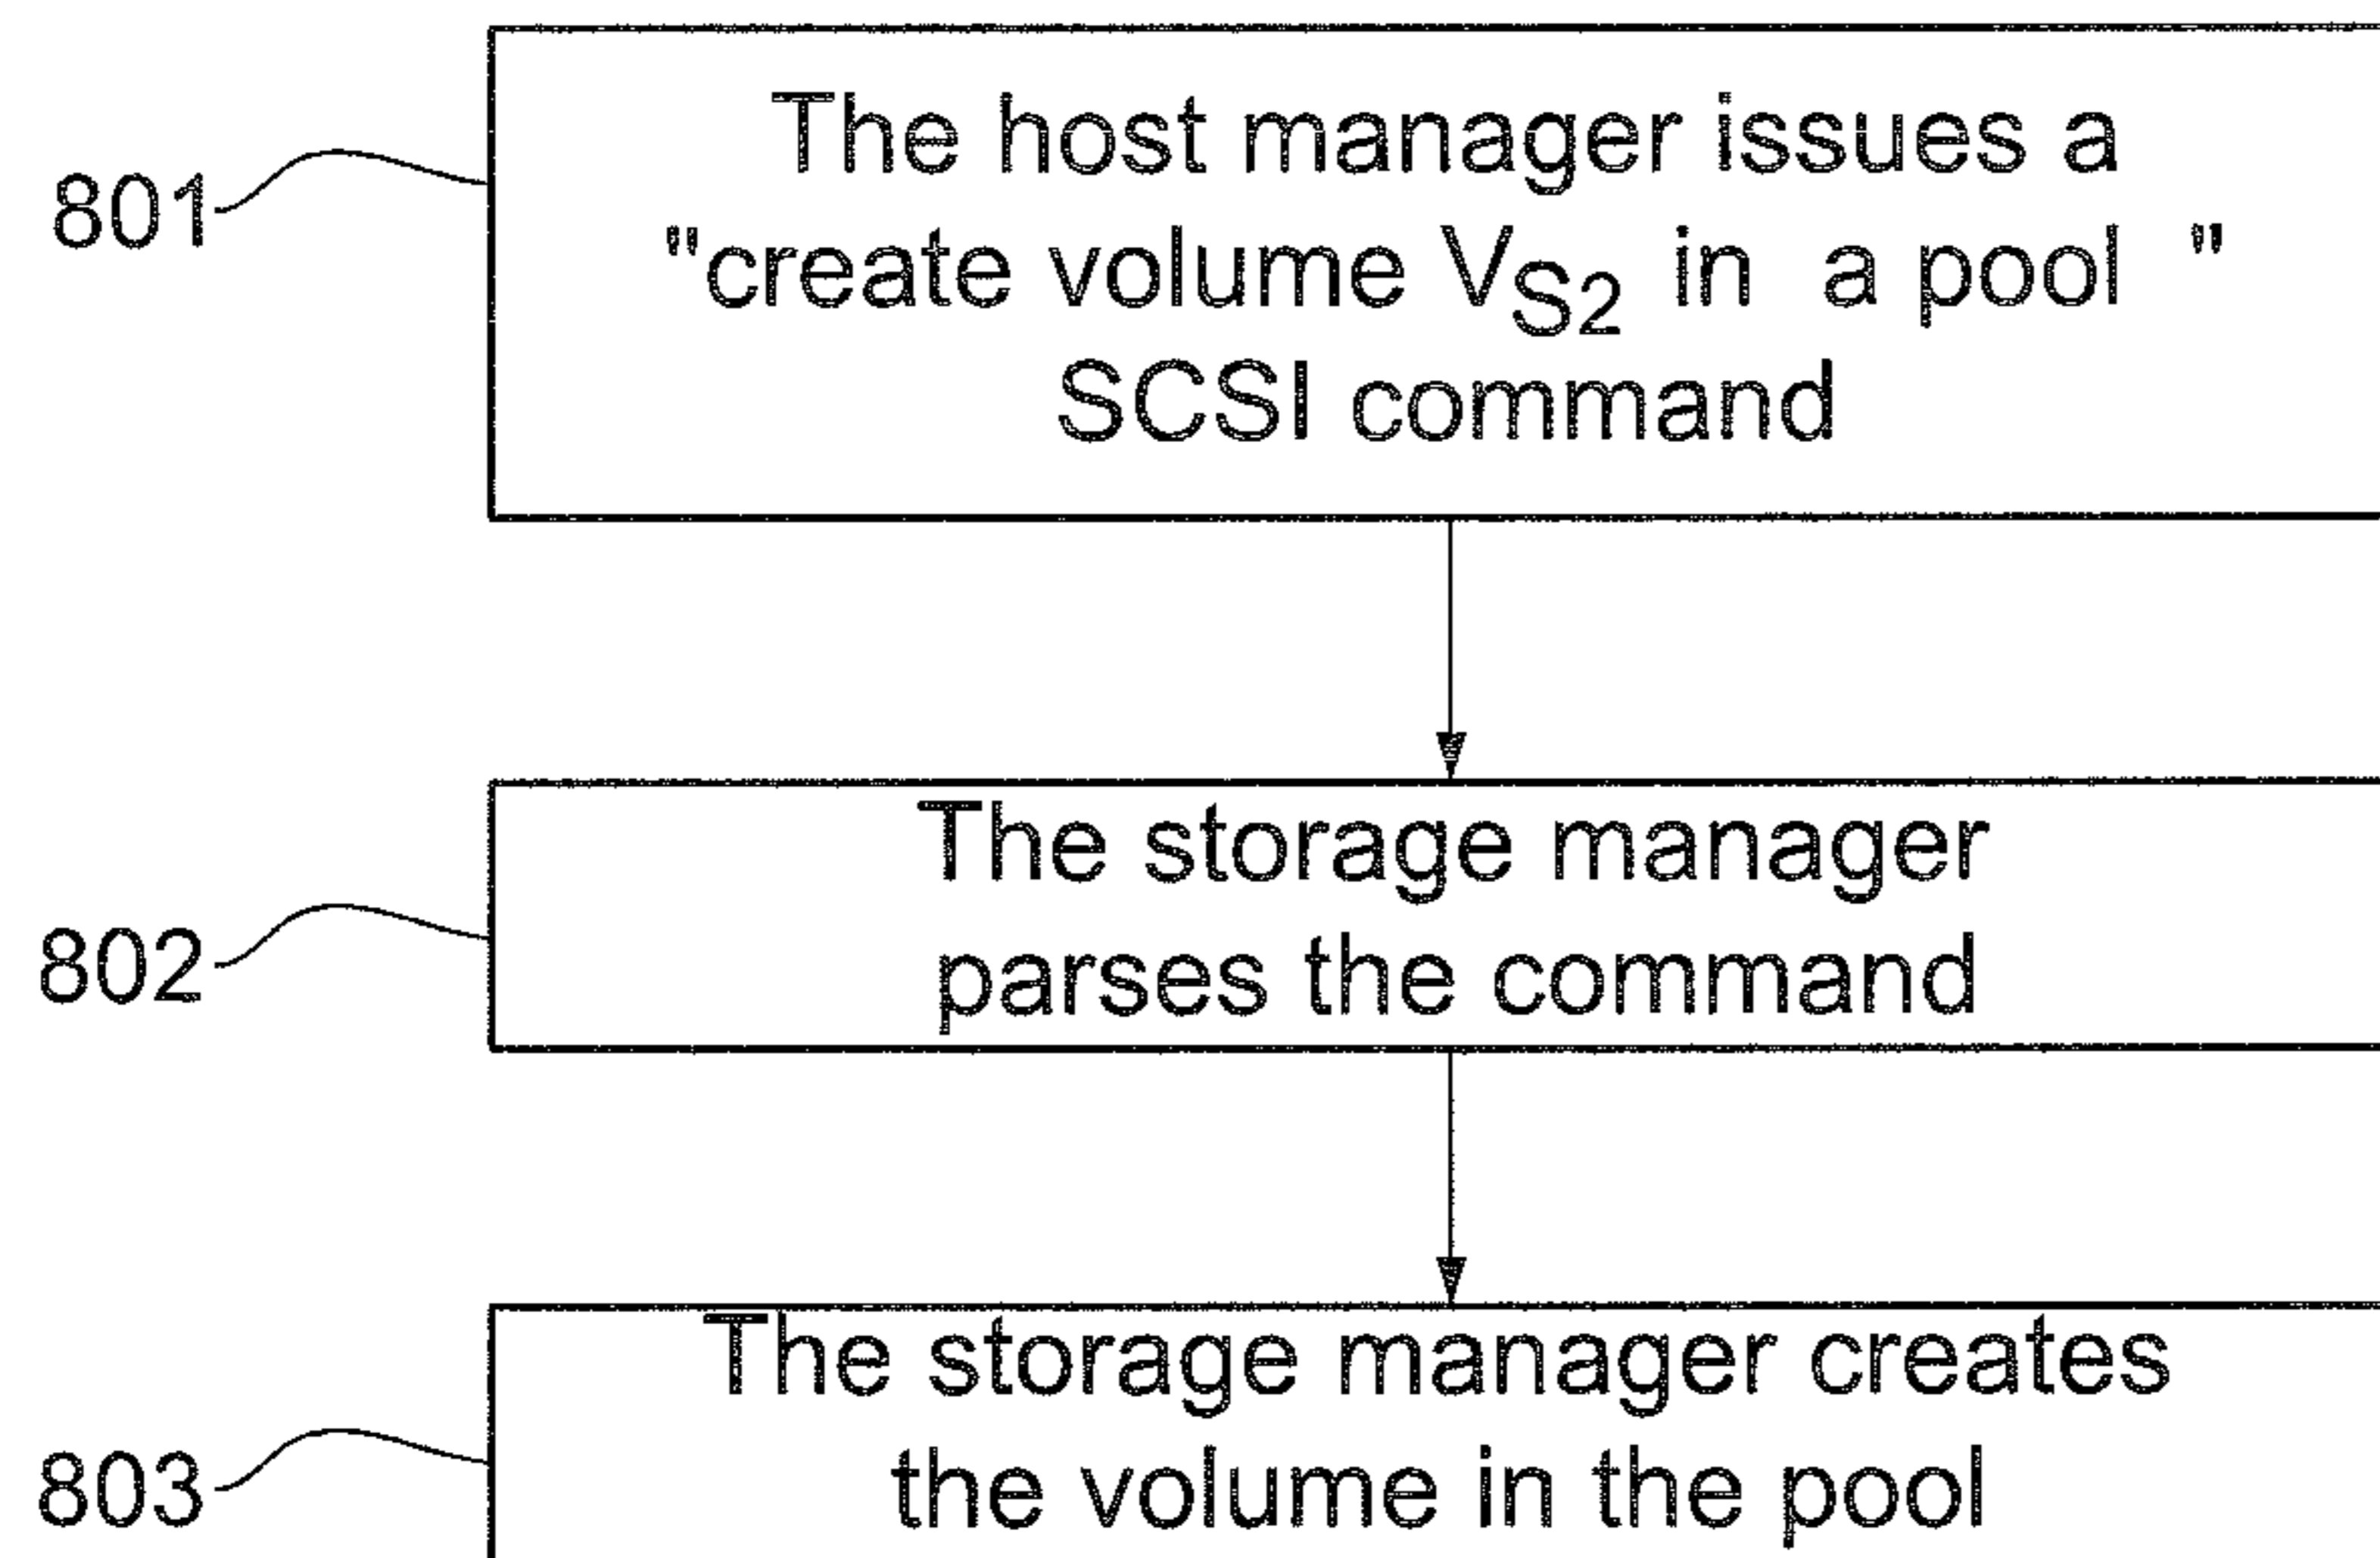 The host manager issues a
801
"create volume VS2 in a pool "
SCSI command
The storage manager
802
parses the command
The storage manager creates
803
the volume in the pool